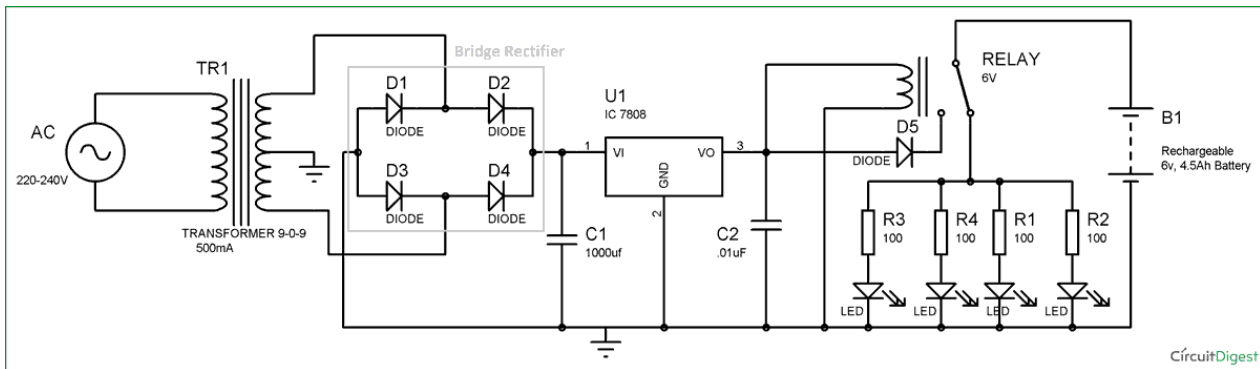 Bridge Rectifier
TR1
AC
220-240V
TRANSFORMER 9-0-9
500mA
D1
DIODE
D2
DIODE
D3
DIODE
D4
DIODE
C1
1000uf
U1
IC 7808
1
VI
VO
3
GND
2
C2
.01uF
D5
DIODE
RELAY
6V
B1
Rechargeable
6v, 4.5Ah Battery
R3
100
R4
100
R1
100
R2
100
LED
LED
LED
LED
CírcuitDigest